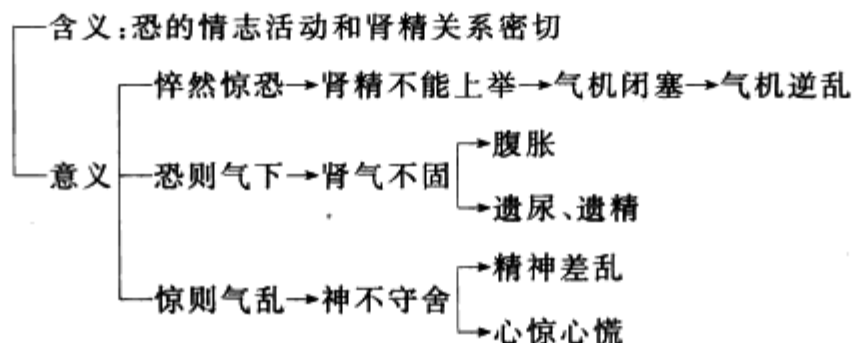 含义:恐的情志活动和肾精关系密切
悴然惊恐→肾精不能上举→气机闭塞→气机逆乱
腹胀
意义
恐则气下→肾气不固
遗尿、遗精
精神差乱
惊则气乱→神不守舍
心惊心慌